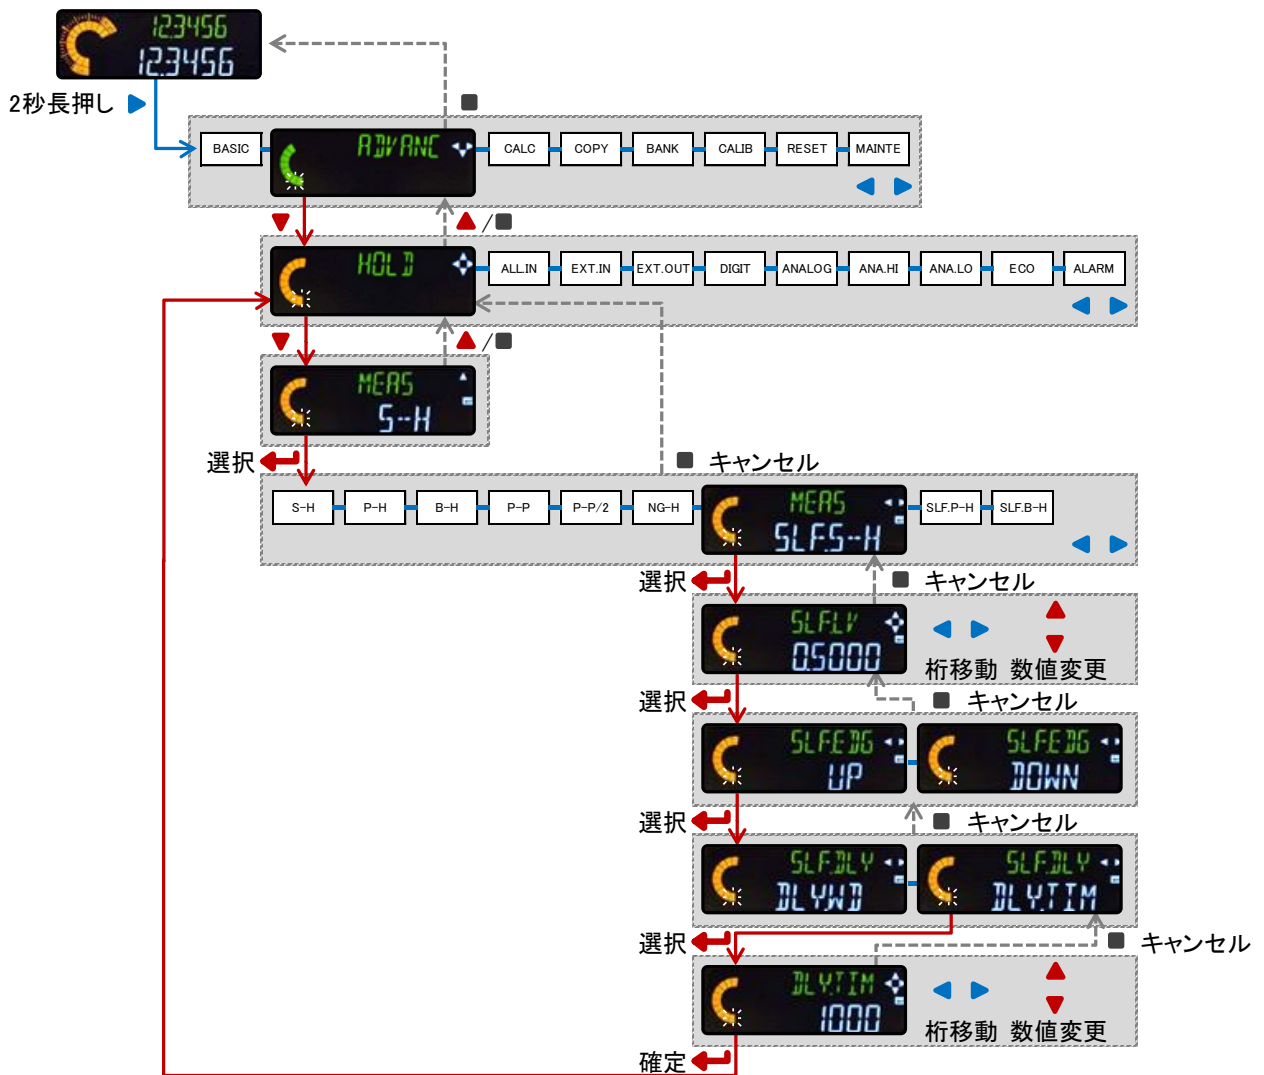 12.3456
12.3456
2秒長押し
BASIC
ADVANC
CALC
COPY
BANK
CALIB
RESET
MAINTE
/
HOLD
ALL.IN
EXT.IN
EXT.OUT
DIGIT
ANALOG
ANA.HI
ANA.LO
ECO
ALARM
/
MEAS
S-H
選択
キャンセル
S-H
P-H
B-H
P-P
P-P/2
NG-H
MEAS
SLF.S-H
SLF.P-H
SLF.B-H
選択
キャンセル
SLF.LV
0.5000
桁移動
数値変更
選択
キャンセル
SLF.EDG
UP
SLF.EDG
DOWN
選択
キャンセル
SLF.DLY
DLY.WD
SLF.DLY
DLY.TIM
選択
キャンセル
DLY.TIM
1000
桁移動
数値変更
確定